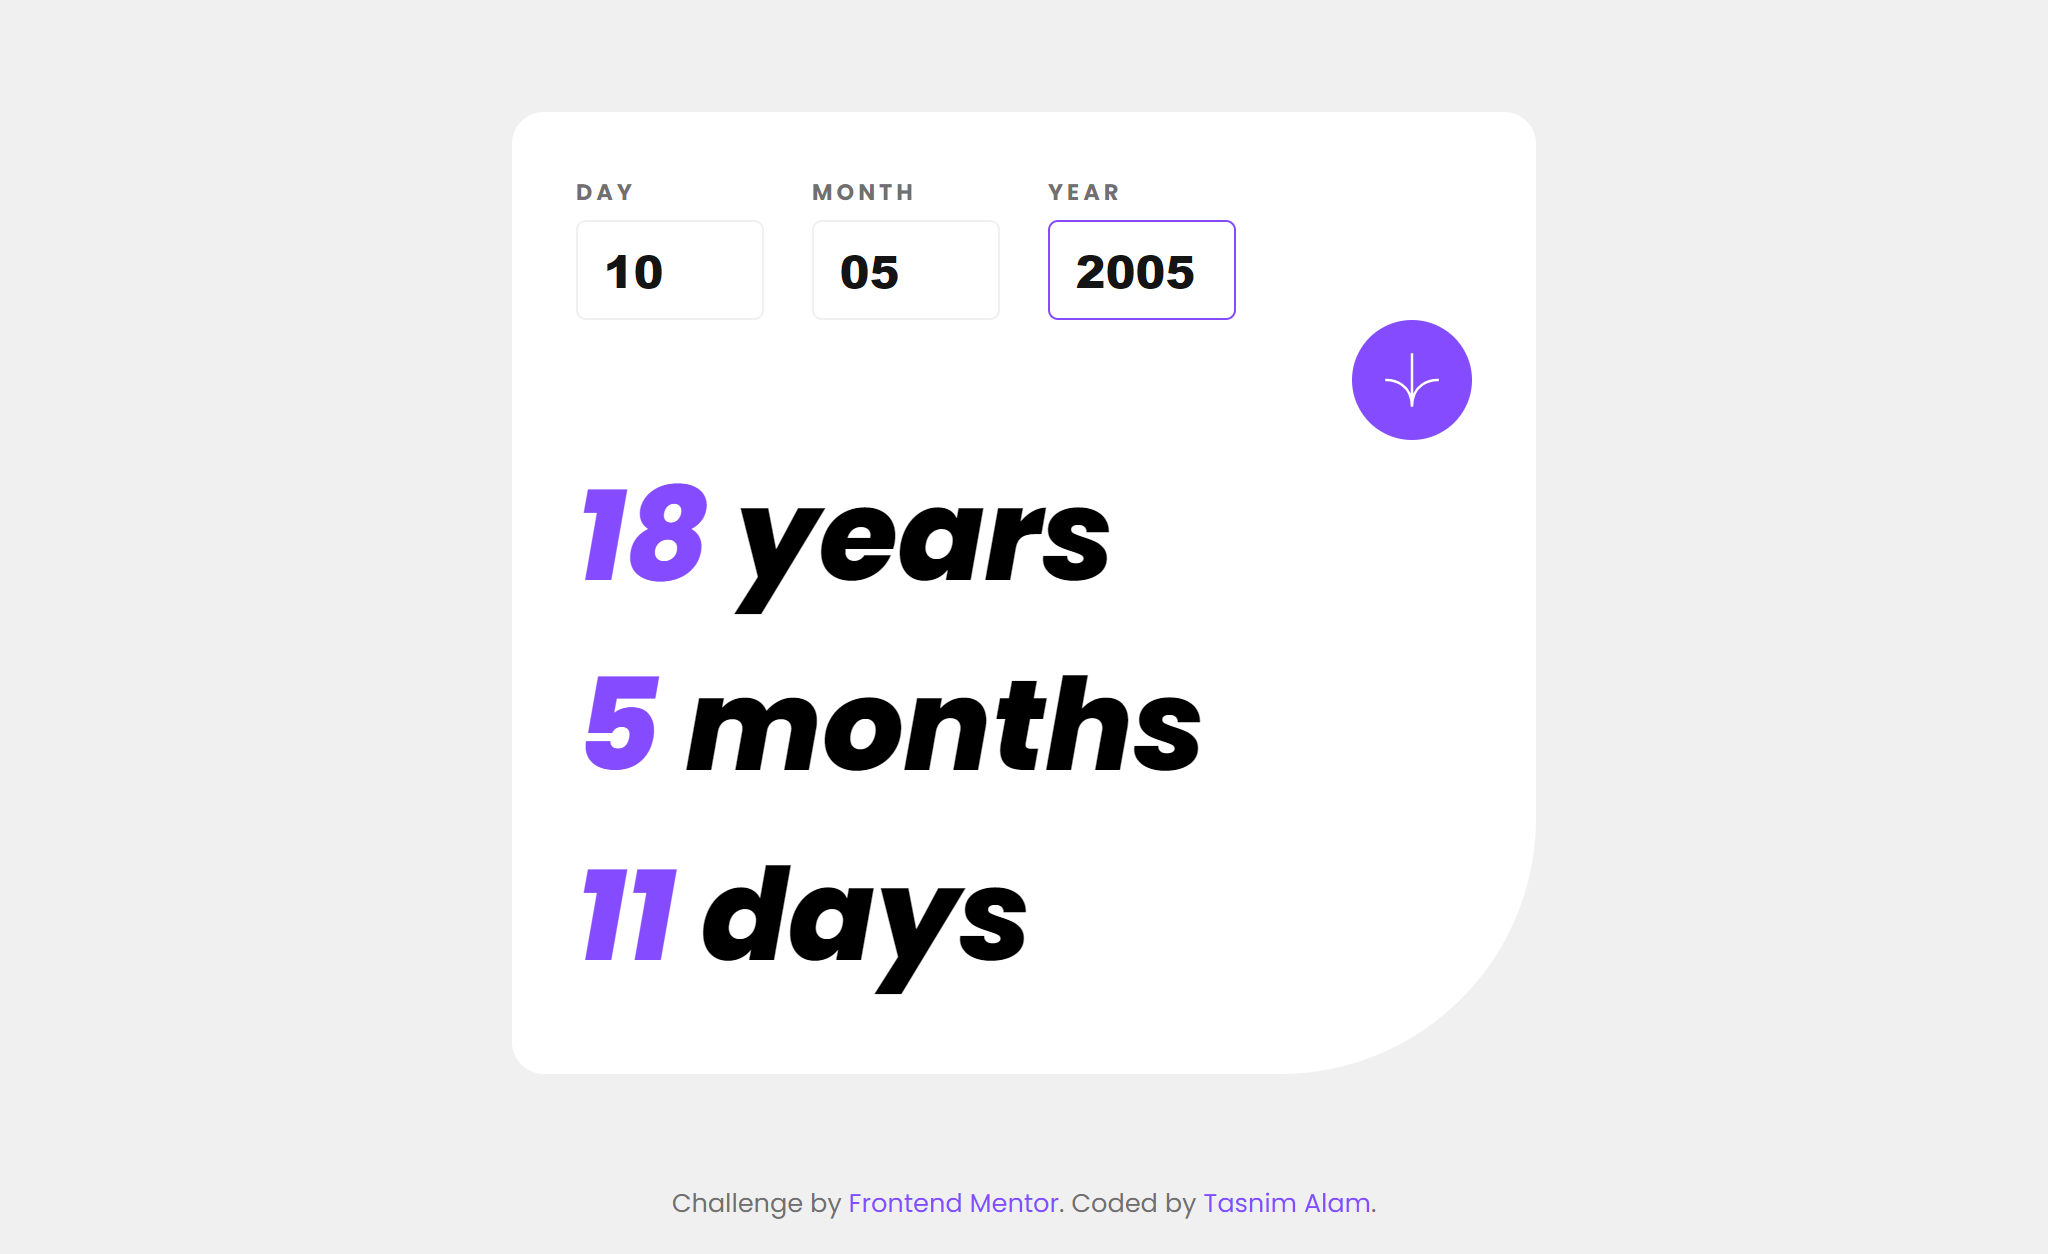 DAY MONTH YEAR
10 05 2005
18 years
5 months
11 days
Challenge by Frontend Mentor. Coded by Tasnim Alam.